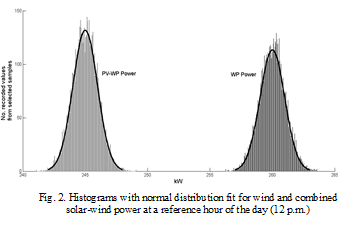 150
100
50
0
No. recorded values
from selected samples
PV-WP Power
WP Power
240
245
250
255
260
265
kW
Fig. 2. Histograms with normal distribution fit for wind and combined
solar-wind power at a reference hour of the day (12 p.m.)